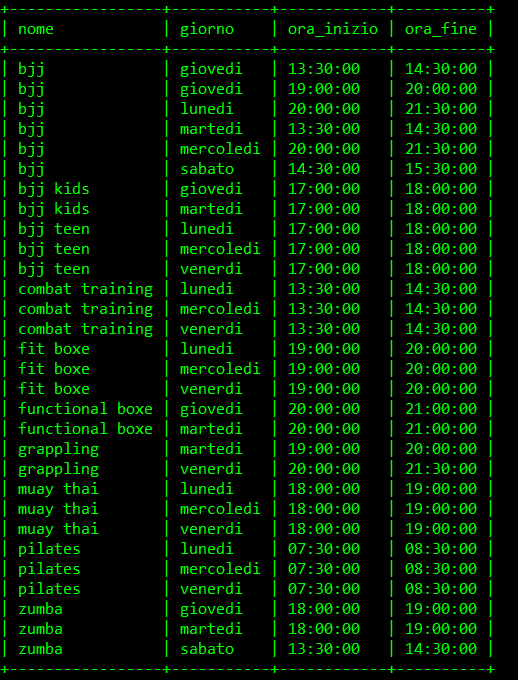 +-----------------+-----------+------------+----------+
| nome            | giorno    | ora_inizio | ora_fine |
+-----------------+-----------+------------+----------+
| bjj             | giovedi   | 13:30:00   | 14:30:00 |
| bjj             | giovedi   | 19:00:00   | 20:00:00 |
| bjj             | lunedi    | 20:00:00   | 21:30:00 |
| bjj             | martedi   | 13:30:00   | 14:30:00 |
| bjj             | mercoledi | 20:00:00   | 21:30:00 |
| bjj             | sabato    | 14:30:00   | 15:30:00 |
| bjj kids        | giovedi   | 17:00:00   | 18:00:00 |
| bjj kids        | martedi   | 17:00:00   | 18:00:00 |
| bjj teen        | lunedi    | 17:00:00   | 18:00:00 |
| bjj teen        | mercoledi | 17:00:00   | 18:00:00 |
| bjj teen        | venerdi   | 17:00:00   | 18:00:00 |
| combat training | lunedi    | 13:30:00   | 14:30:00 |
| combat training | mercoledi | 13:30:00   | 14:30:00 |
| combat training | venerdi   | 13:30:00   | 14:30:00 |
| fit boxe        | lunedi    | 19:00:00   | 20:00:00 |
| fit boxe        | mercoledi | 19:00:00   | 20:00:00 |
| fit boxe        | venerdi   | 19:00:00   | 20:00:00 |
| functional boxe | giovedi   | 20:00:00   | 21:00:00 |
| functional boxe | martedi   | 20:00:00   | 21:00:00 |
| grappling       | martedi   | 19:00:00   | 20:00:00 |
| grappling       | venerdi   | 20:00:00   | 21:30:00 |
| muay thai       | lunedi    | 18:00:00   | 19:00:00 |
| muay thai       | mercoledi | 18:00:00   | 19:00:00 |
| muay thai       | venerdi   | 18:00:00   | 19:00:00 |
| pilates         | lunedi    | 07:30:00   | 08:30:00 |
| pilates         | mercoledi | 07:30:00   | 08:30:00 |
| pilates         | venerdi   | 07:30:00   | 08:30:00 |
| zumba           | giovedi   | 18:00:00   | 19:00:00 |
| zumba           | martedi   | 18:00:00   | 19:00:00 |
| zumba           | sabato    | 13:30:00   | 14:30:00 |
+-----------------+-----------+------------+----------+